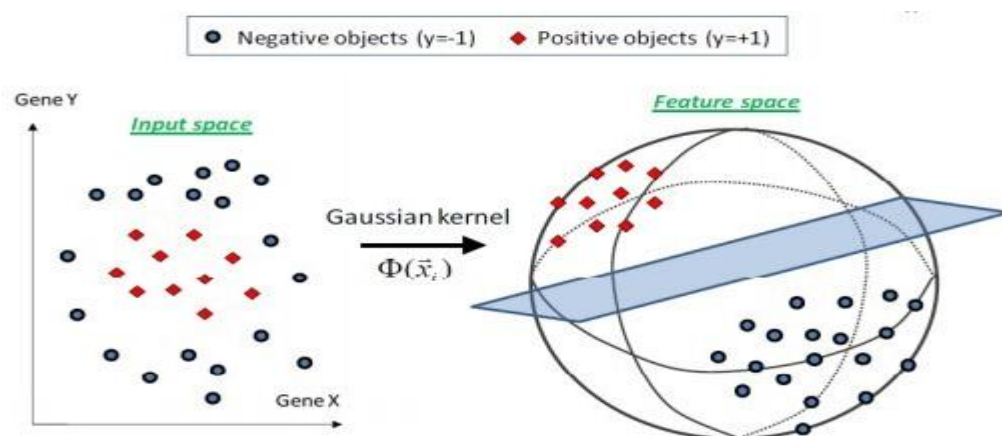 Negative objects (y=-1) Positive objects (y=+1)
Gene Y
Input space
Feature space
Gaussian kernel
Φ(x⃗ᵢ)
Gene X